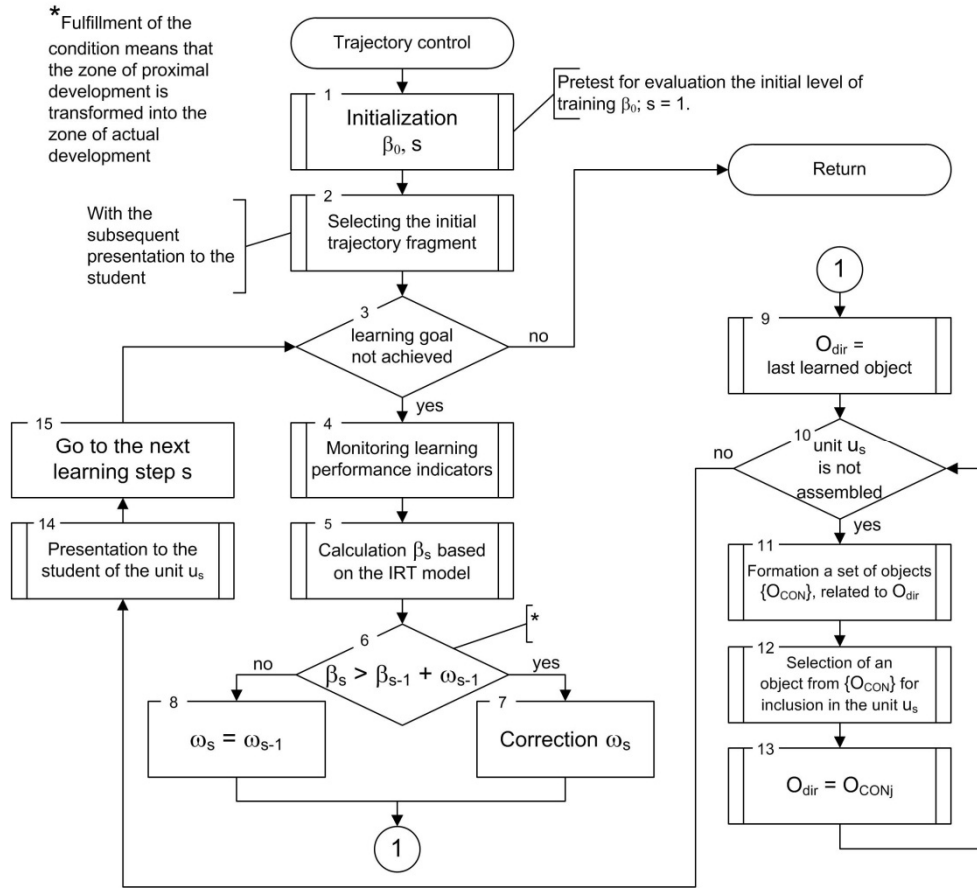 *Fulfillment of the
condition means that
the zone of proximal
development is
transformed into the
zone of actual
development
Trajectory control
1
Initialization
β₀, s
Pretest for evaluation the initial level of
training β₀; s = 1.
2
Selecting the initial
trajectory fragment
With the
subsequent
presentation to the
student
Return
3
learning goal
not achieved
no
yes
4
Monitoring learning
performance indicators
5
Calculation βₛ based
on the IRT model
6
βₛ > βₛ₋₁ + ωₛ₋₁
*
no
yes
8
ωₛ = ωₛ₋₁
7
Correction ωₛ
1
1
9
O_dir =
last learned object
10
unit uₛ
is not
assembled
no
yes
11
Formation a set of objects
{O_CON}, related to O_dir
12
Selection of an
object from {O_CON} for
inclusion in the unit uₛ
13
O_dir = O_CONj
14
Presentation to the
student of the unit uₛ
15
Go to the next
learning step s